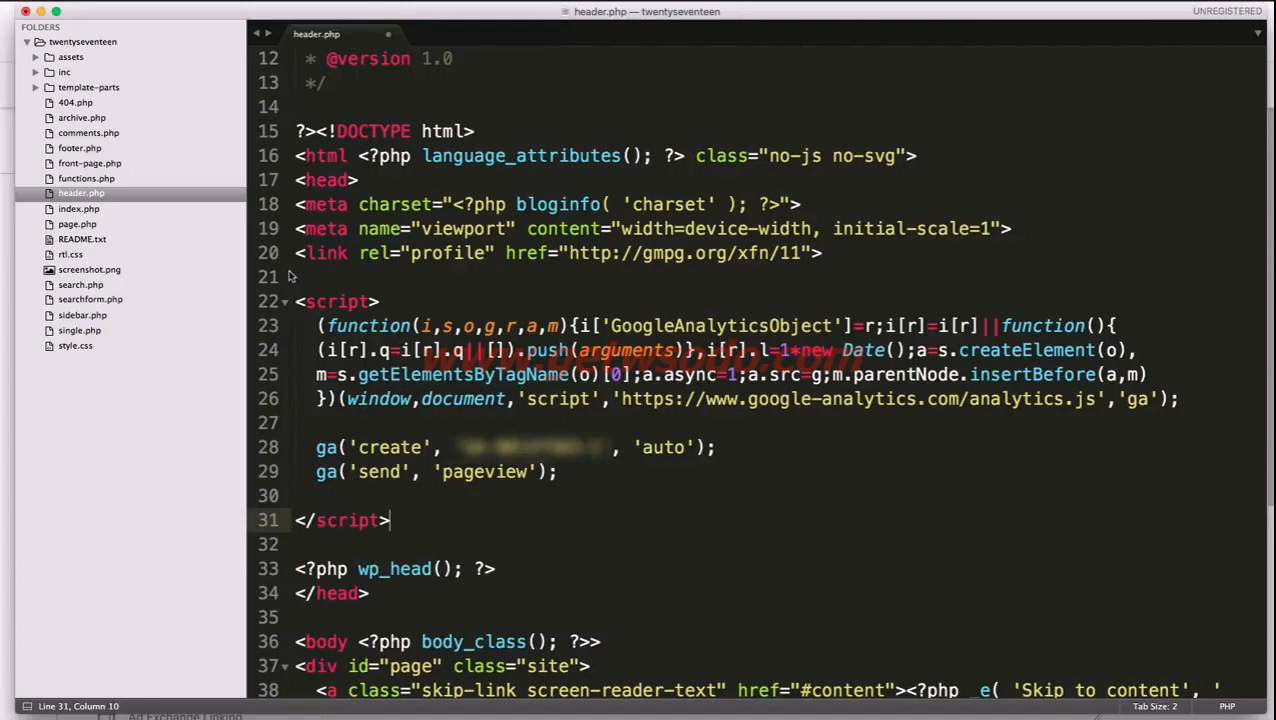 header.php — twentyseventeen
UNREGISTERED
FOLDERS
twentyseventeen
assets
inc
template-parts
404.php
archive.php
comments.php
footer.php
front-page.php
functions.php
header.php
index.php
page.php
README.txt
rtl.css
screenshot.png
search.php
searchform.php
sidebar.php
single.php
style.css
header.php
12 * @version 1.0
13 */
14
15 ?><!DOCTYPE html>
16 <html <?php language_attributes(); ?> class="no-js no-svg">
17 <head>
18 <meta charset="<?php bloginfo( 'charset' ); ?>">
19 <meta name="viewport" content="width=device-width, initial-scale=1">
20 <link rel="profile" href="http://gmpg.org/xfn/11">
21
22 <script>
23 (function(i,s,o,g,r,a,m){i['GoogleAnalyticsObject']=r;i[r]=i[r]||function(){
24 (i[r].q=i[r].q||[]).push(arguments)},i[r].l=1*new Date();a=s.createElement(o),
25 m=s.getElementsByTagName(o)[0];a.async=1;a.src=g;m.parentNode.insertBefore(a,m)
26 })(window,document,'script','https://www.google-analytics.com/analytics.js','ga');
27
28 ga('create', , 'auto');
29 ga('send', 'pageview');
30
31 </script>
32
33 <?php wp_head(); ?>
34 </head>
35
36 <body <?php body_class(); ?>>
37 <div id="page" class="site">
38 <a class="skip-link screen-reader-text" href="#content"><?php _e( 'Skip to content', '
Line 31, Column 10
Tab Size: 2
PHP
Ad Exchange Linking